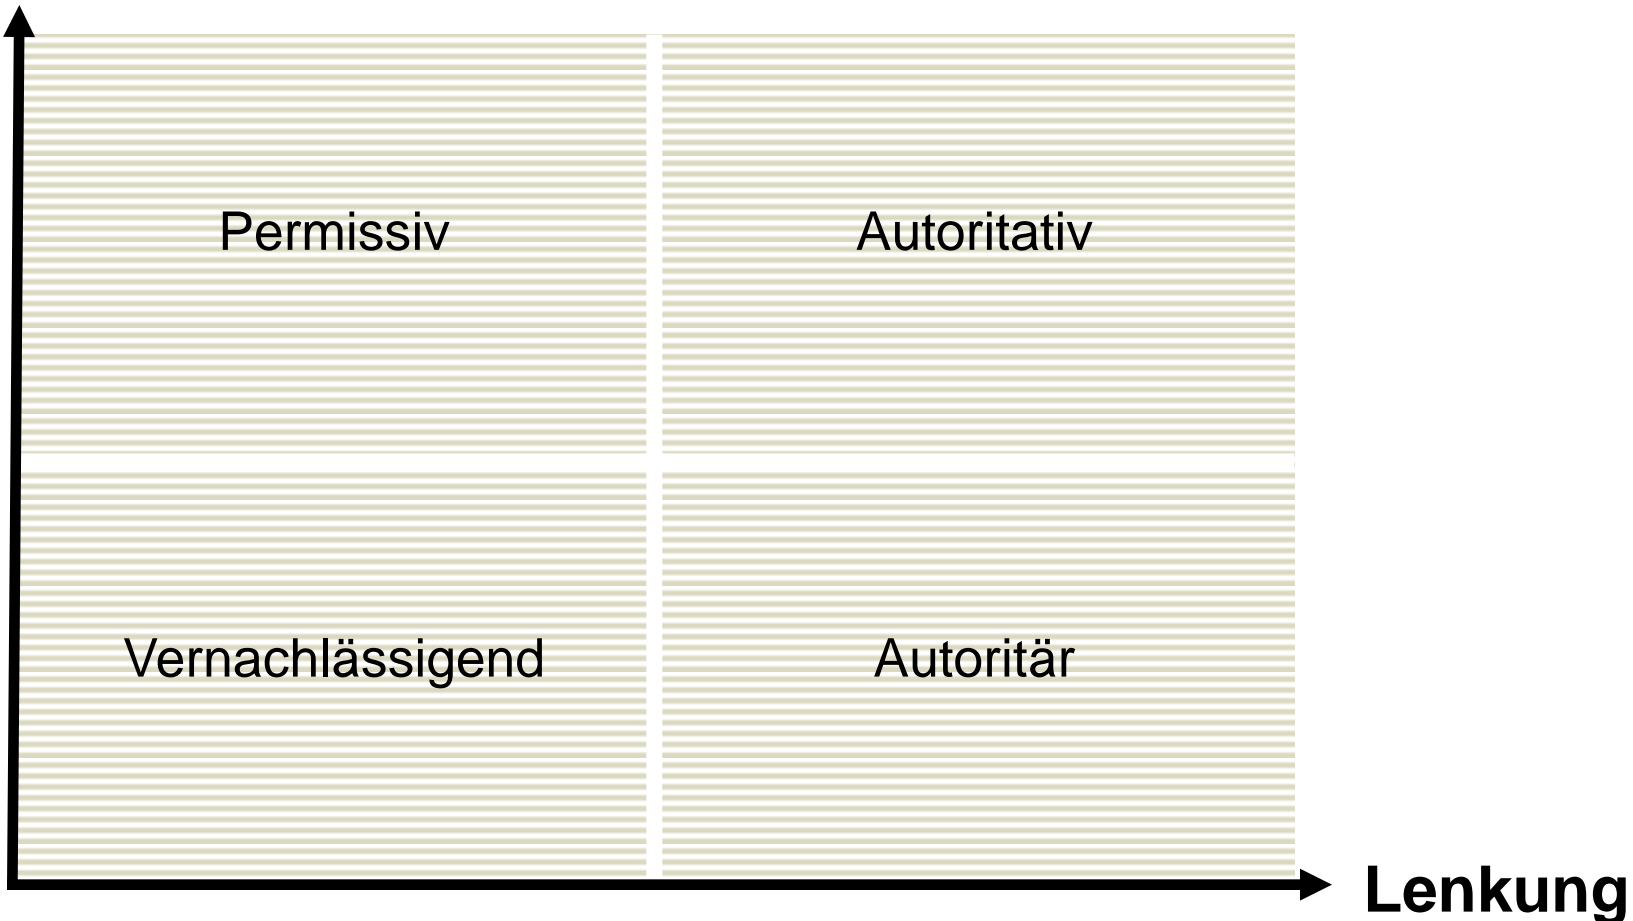 Permissiv
Autoritativ
Vernachlässigend
Autoritär
Lenkung